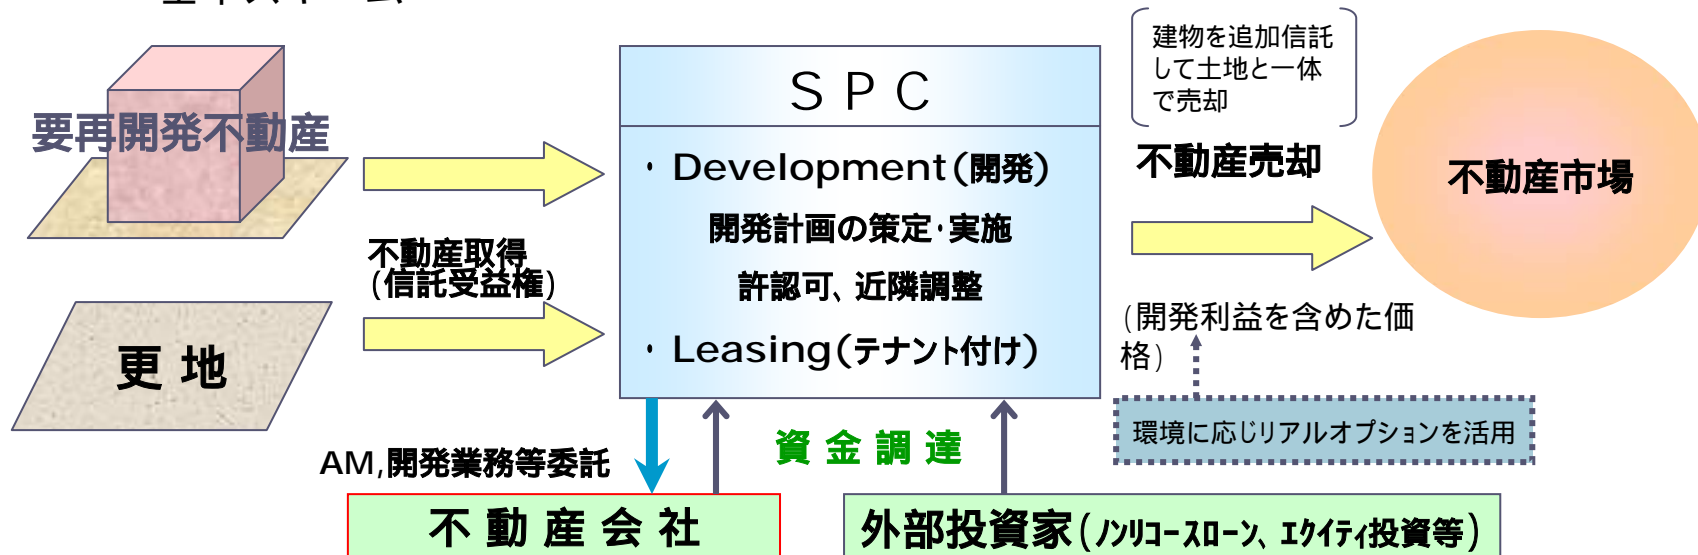 要再開発不動産
更 地
不動産取得
(信託受益権)
ＳＰＣ
・Development(開発)
開発計画の策定・実施
許認可、近隣調整
・Leasing(テナント付け)
建物を追加信託
して土地と一体
で売却
不動産売却
不動産市場
(開発利益を含めた価
格)
環境に応じリアルオプションを活用
AM,開発業務等委託
資 金 調 達
不 動 産 会 社
外部投資家(ﾉﾝﾘｺｰｽﾛｰﾝ、ｴｸｲﾃｨ投資等)